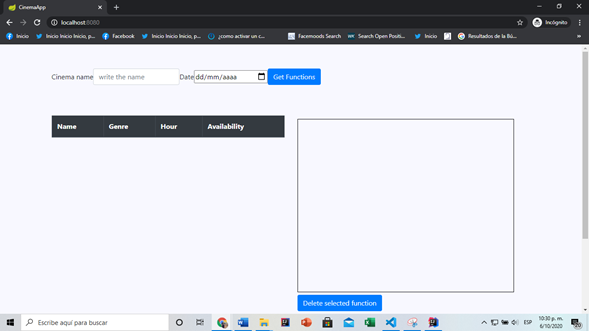 CinemaApp
localhost:8080
Incógnito
Inicio
Inicio Inicio Inicio, p...
Facebook
Inicio Inicio Inicio, p...
¿como activar un c...
Facemoods Search
Search Open Positi...
Inicio
Resultados de la Bú...
Cinema name
write the name
Date
dd/mm/aaaa
Get Functions
Name
Genre
Hour
Availability
Delete selected function
Escribe aquí para buscar
ESP
10:30 p. m.
6/10/2020
20